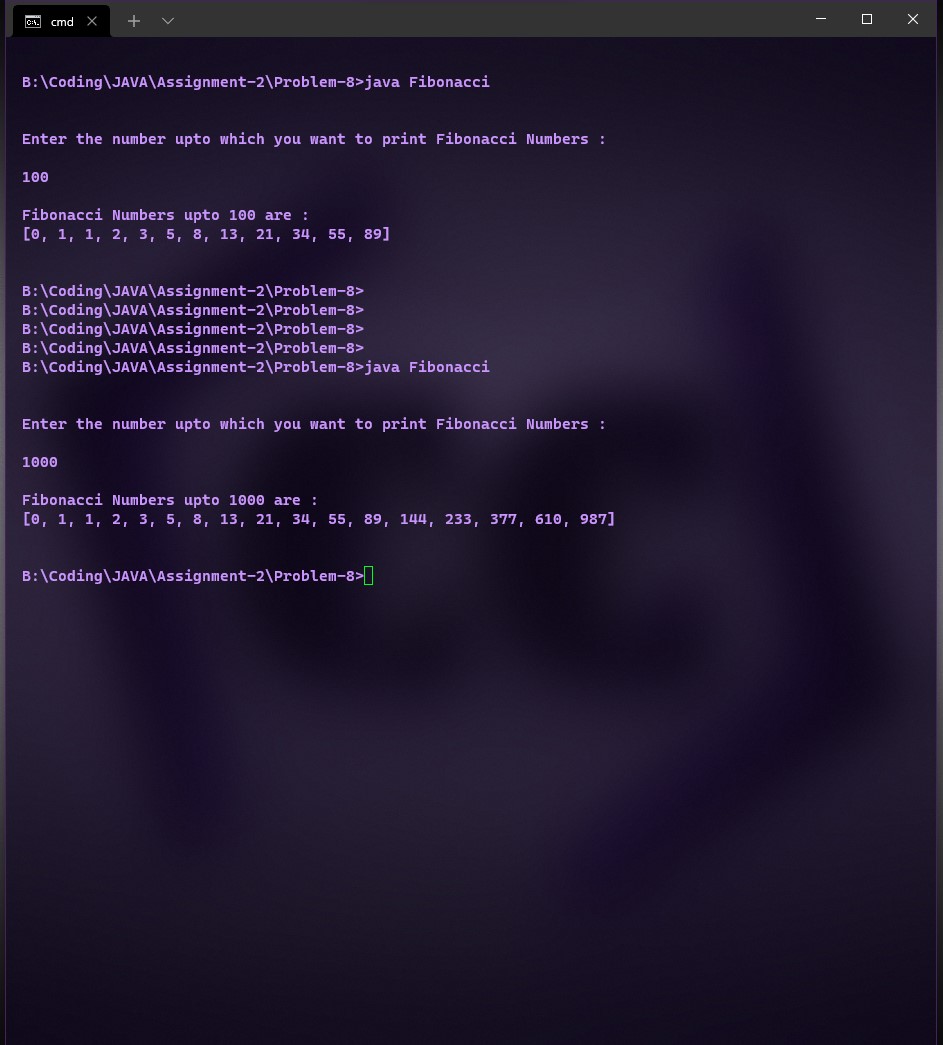 cmd
B:\Coding\JAVA\Assignment-2\Problem-8>java Fibonacci
Enter the number upto which you want to print Fibonacci Numbers :
100
Fibonacci Numbers upto 100 are :
[0, 1, 1, 2, 3, 5, 8, 13, 21, 34, 55, 89]
B:\Coding\JAVA\Assignment-2\Problem-8>
B:\Coding\JAVA\Assignment-2\Problem-8>
B:\Coding\JAVA\Assignment-2\Problem-8>
B:\Coding\JAVA\Assignment-2\Problem-8>
B:\Coding\JAVA\Assignment-2\Problem-8>java Fibonacci
Enter the number upto which you want to print Fibonacci Numbers :
1000
Fibonacci Numbers upto 1000 are :
[0, 1, 1, 2, 3, 5, 8, 13, 21, 34, 55, 89, 144, 233, 377, 610, 987]
B:\Coding\JAVA\Assignment-2\Problem-8>